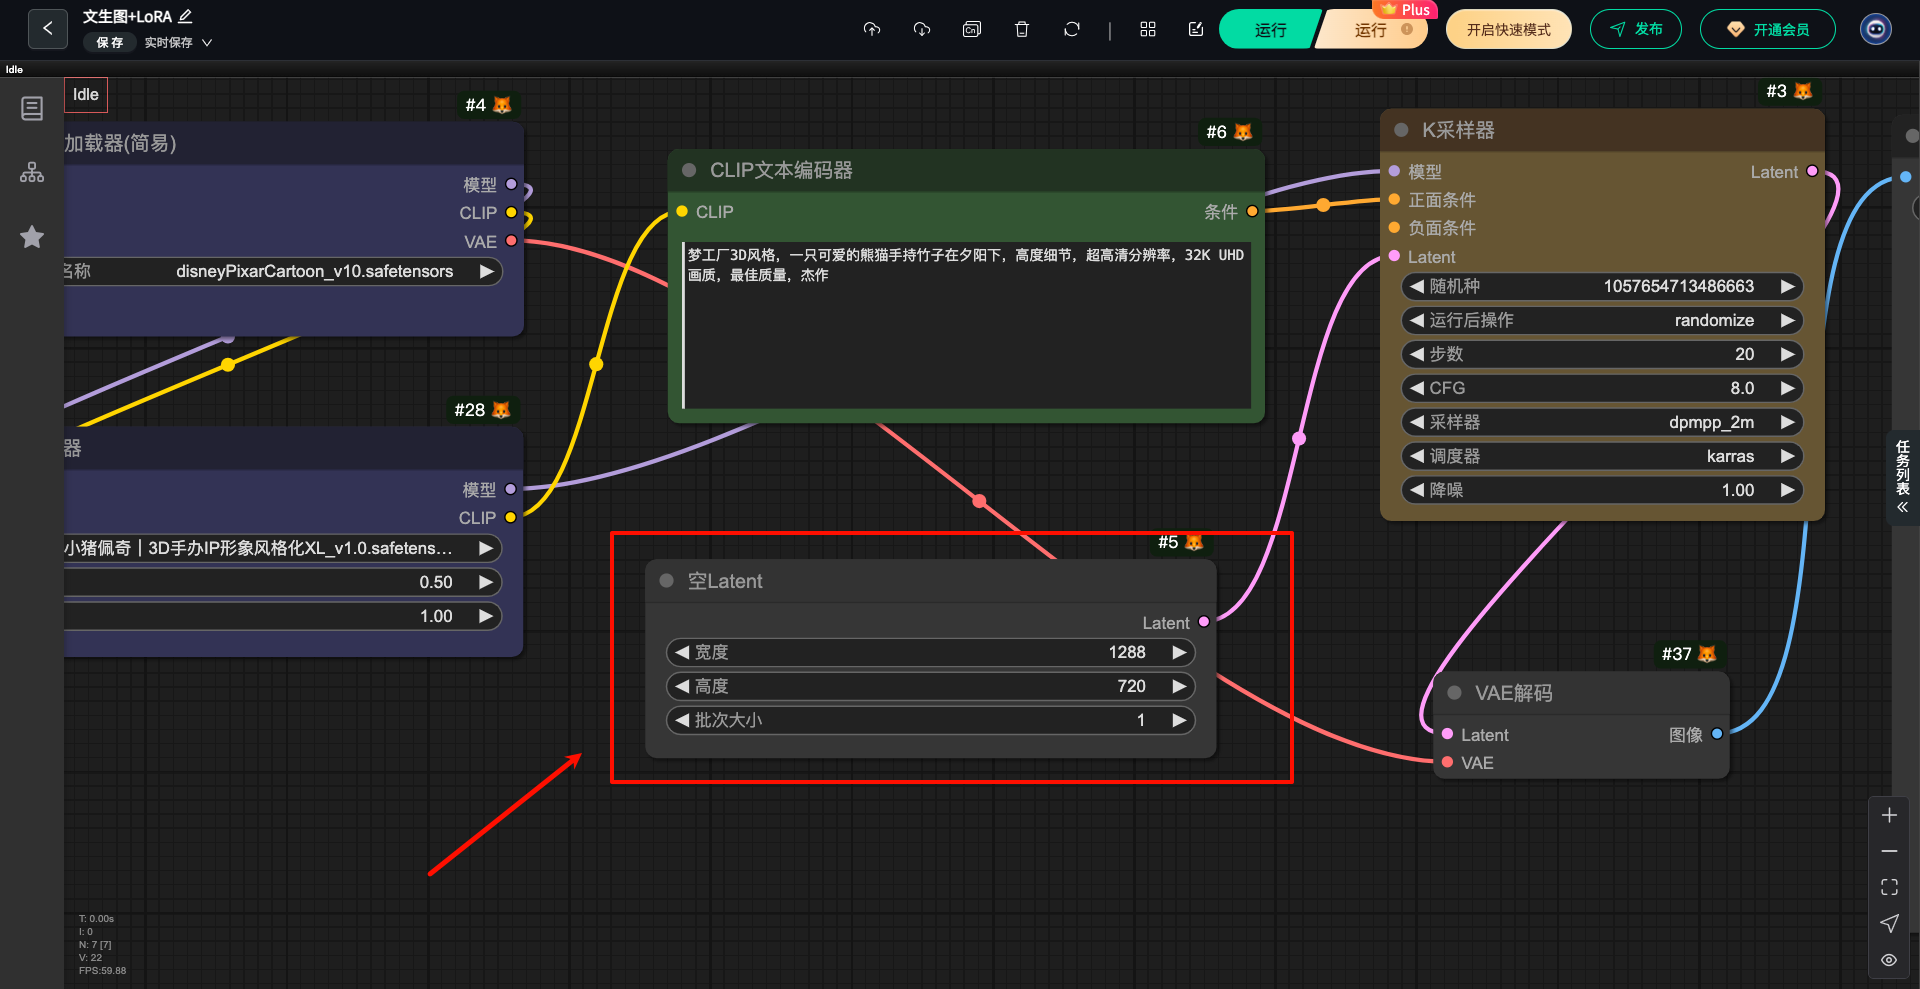 文生图+LoRA
保存
实时保存
Cn
运行
运行
Plus
开启快速模式
发布
开通会员
Idle
Idle
#4
加载器(简易)
模型
CLIP
VAE
名称 disneyPixarCartoon_v10.safetensors
#28
器
模型
CLIP
小猪佩奇｜3D手办IP形象风格化XL_v1.0.safetens...
0.50
1.00
#6
CLIP文本编码器
CLIP 条件
梦工厂3D风格，一只可爱的熊猫手持竹子在夕阳下，高度细节，超高清分辨率，32K UHD
画质，最佳质量，杰作
#5
空Latent
Latent
宽度 1288
高度 720
批次大小 1
#3
K采样器
模型 Latent
正面条件
负面条件
Latent
随机种 1057654713486663
运行后操作 randomize
步数 20
CFG 8.0
采样器 dpmpp_2m
调度器 karras
降噪 1.00
#37
VAE解码
Latent 图像
VAE
任务列表
T: 0.00s
I: 0
N: 7 [7]
V: 22
FPS:59.88